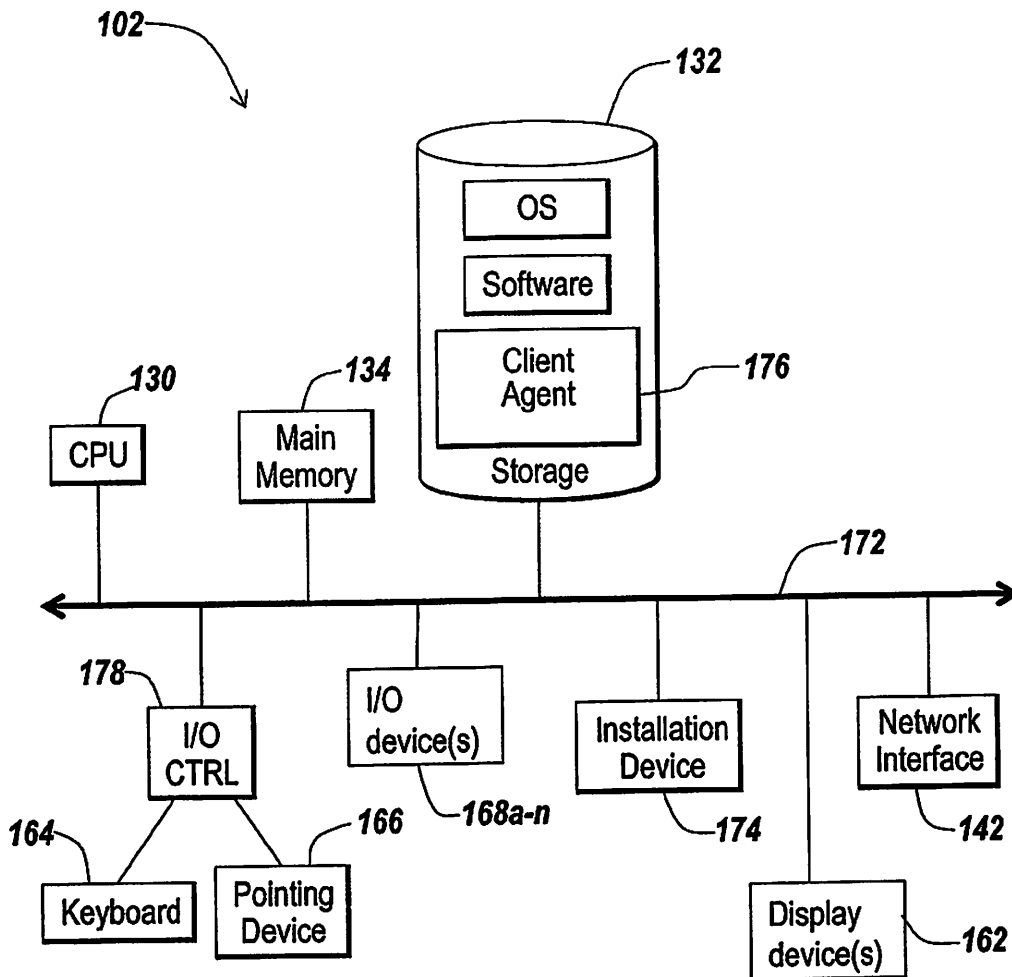 102
132
OS
Software
Client
Agent
176
130
134
CPU
Main
Memory
Storage
172
178
I/O
CTRL
I/O
device(s)
168a-n
Installation
Device
174
Network
Interface
142
164
166
Keyboard
Pointing
Device
Display
device(s)
162